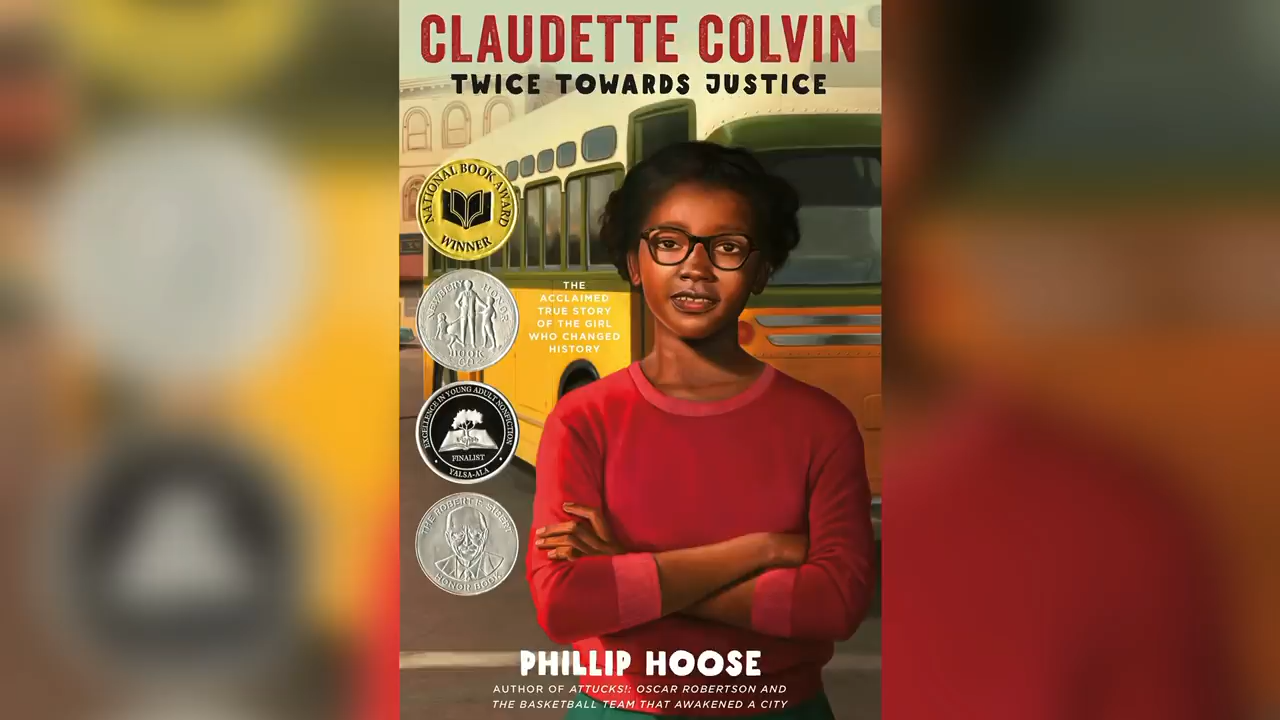 CLAUDETTE COLVIN
TWICE TOWARDS JUSTICE
NATIONAL BOOK AWARD
WINNER
NEWBERY HONOR
BOOK
THE
ACCLAIMED
TRUE STORY
OF THE GIRL
WHO CHANGED
HISTORY
EXCELLENCE IN YOUNG ADULT NONFICTION
FINALIST
YALSA-ALA
THE ROBERT F. SIBERT
HONOR BOOK
PHILLIP HOOSE
AUTHOR OF ATTUCKS!: OSCAR ROBERTSON AND
THE BASKETBALL TEAM THAT AWAKENED A CITY